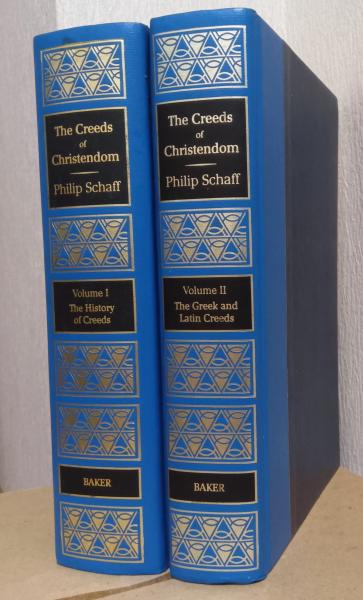 The Creeds
of
Christendom
Philip Schaff
Volume I
The History
of Creeds
BAKER
The Creeds
of
Christendom
Philip Schaff
Volume II
The Greek and
Latin Creeds
BAKER